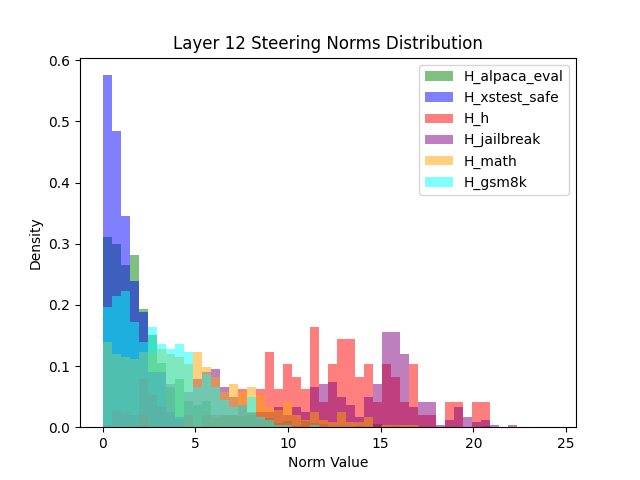 Layer 12 Steering Norms Distribution
H_alpaca_eval
H_xstest_safe
H_h
H_jailbreak
H_math
H_gsm8k
Density
0.6
0.5
0.4
0.3
0.2
0.1
0.0
0 5 10 15 20 25
Norm Value